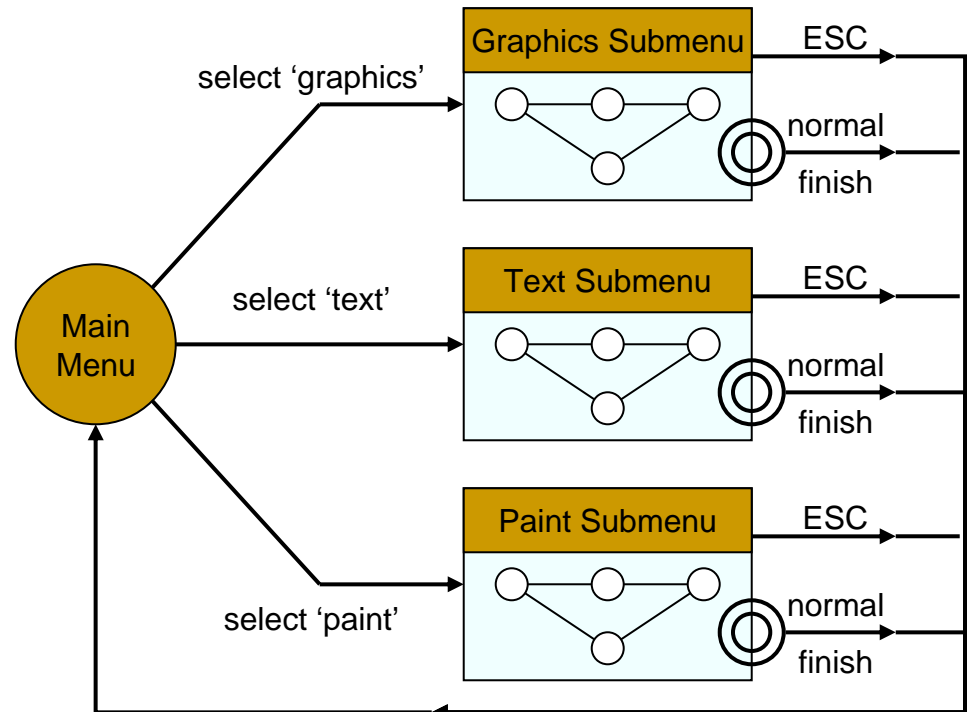 Graphics Submenu
ESC
select ‘graphics’
normal
finish
Text Submenu
ESC
select ‘text’
Main
Menu
normal
finish
Paint Submenu
ESC
select ‘paint’
normal
finish